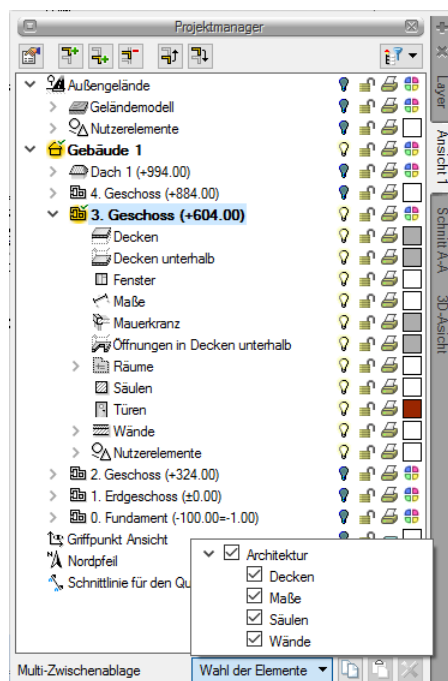 Projektmanager
Außengelände
Geländemodell
Nutzerelemente
Gebäude 1
Dach 1 (+994.00)
4. Geschoss (+884.00)
3. Geschoss (+604.00)
Decken
Decken unterhalb
Fenster
Maße
Mauerkranz
Öffnungen in Decken unterhalb
Räume
Säulen
Türen
Wände
Nutzerelemente
2. Geschoss (+324.00)
1. Erdgeschoss (±0.00)
0. Fundament (-100.00=-1.00)
Griffpunkt Ansicht
Nordpfeil
Schnittlinie für den Qu
Architektur
Decken
Maße
Säulen
Wände
Multi-Zwischenablage
Wahl der Elemente
Layer
Ansicht 1
Schnitt A-A
3D-Asicht